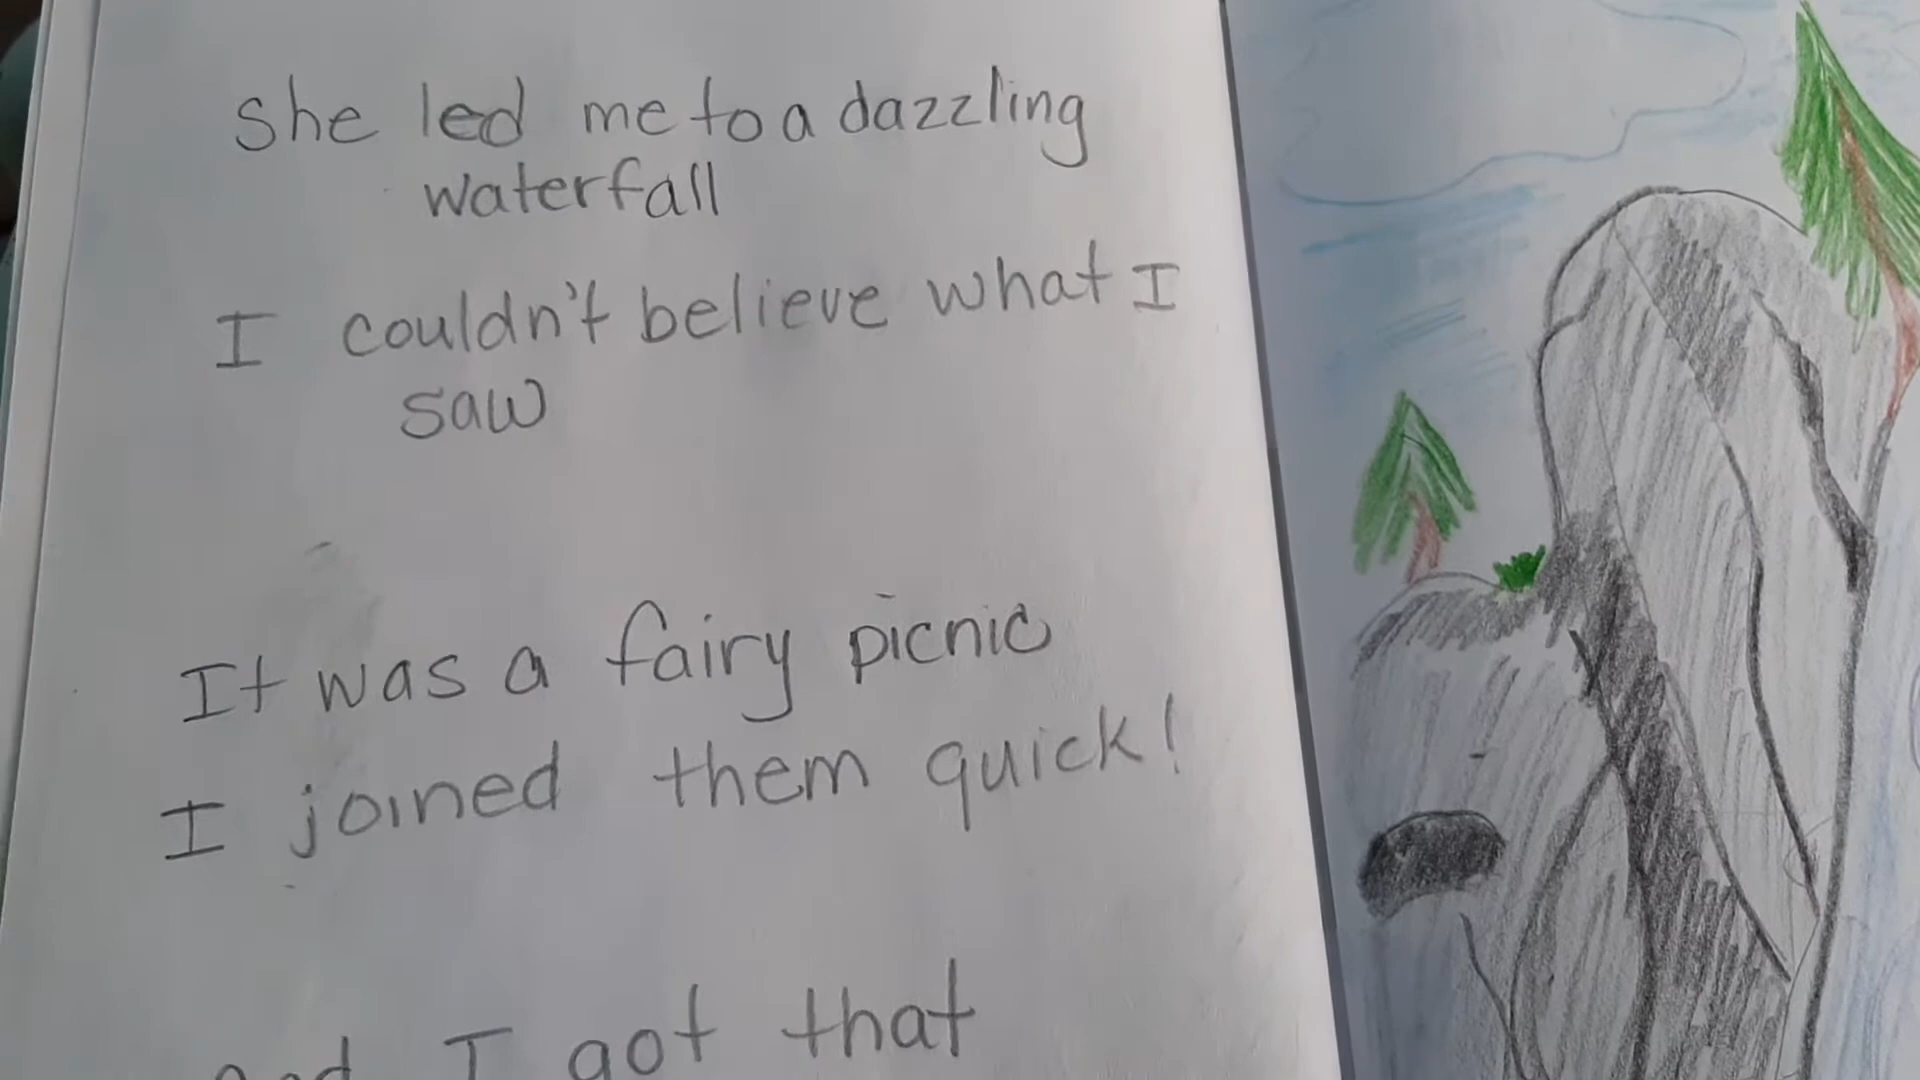 She led me to a dazzling
waterfall
I couldn't believe what I
saw
It was a fairy picnic
I joined them quick!
and I got that